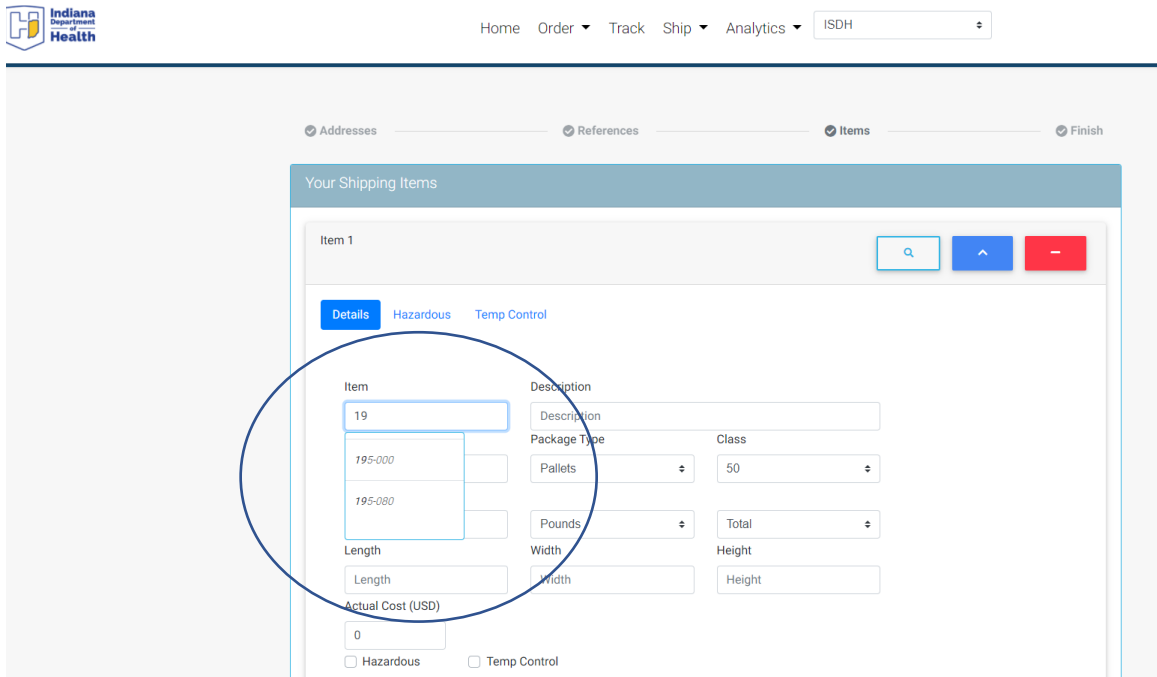 Indiana
Department
of
Health
Home Order Track Ship Analytics ISDH
Addresses References Items Finish
Your Shipping Items
Item 1
Details Hazardous Temp Control
Item Description
19 Description
Package Type Class
195-000
Pallets 50
195-080
Pounds Total
Length Width Height
Length Width Height
Actual Cost (USD)
0
Hazardous Temp Control